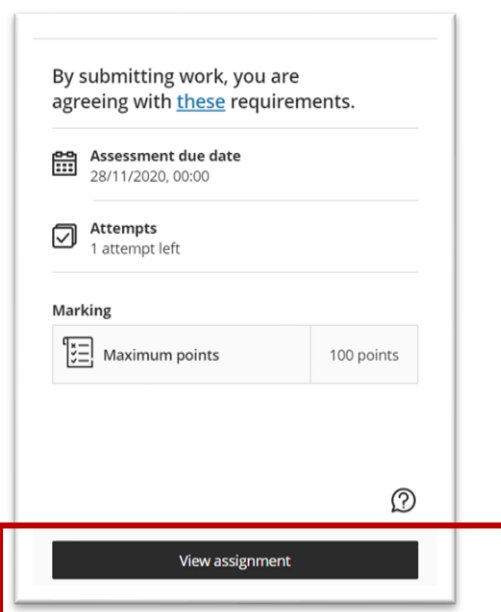 By submitting work, you are
agreeing with these requirements.
Assessment due date
28/11/2020, 00:00
Attempts
1 attempt left
Marking
Maximum points 100 points
View assignment